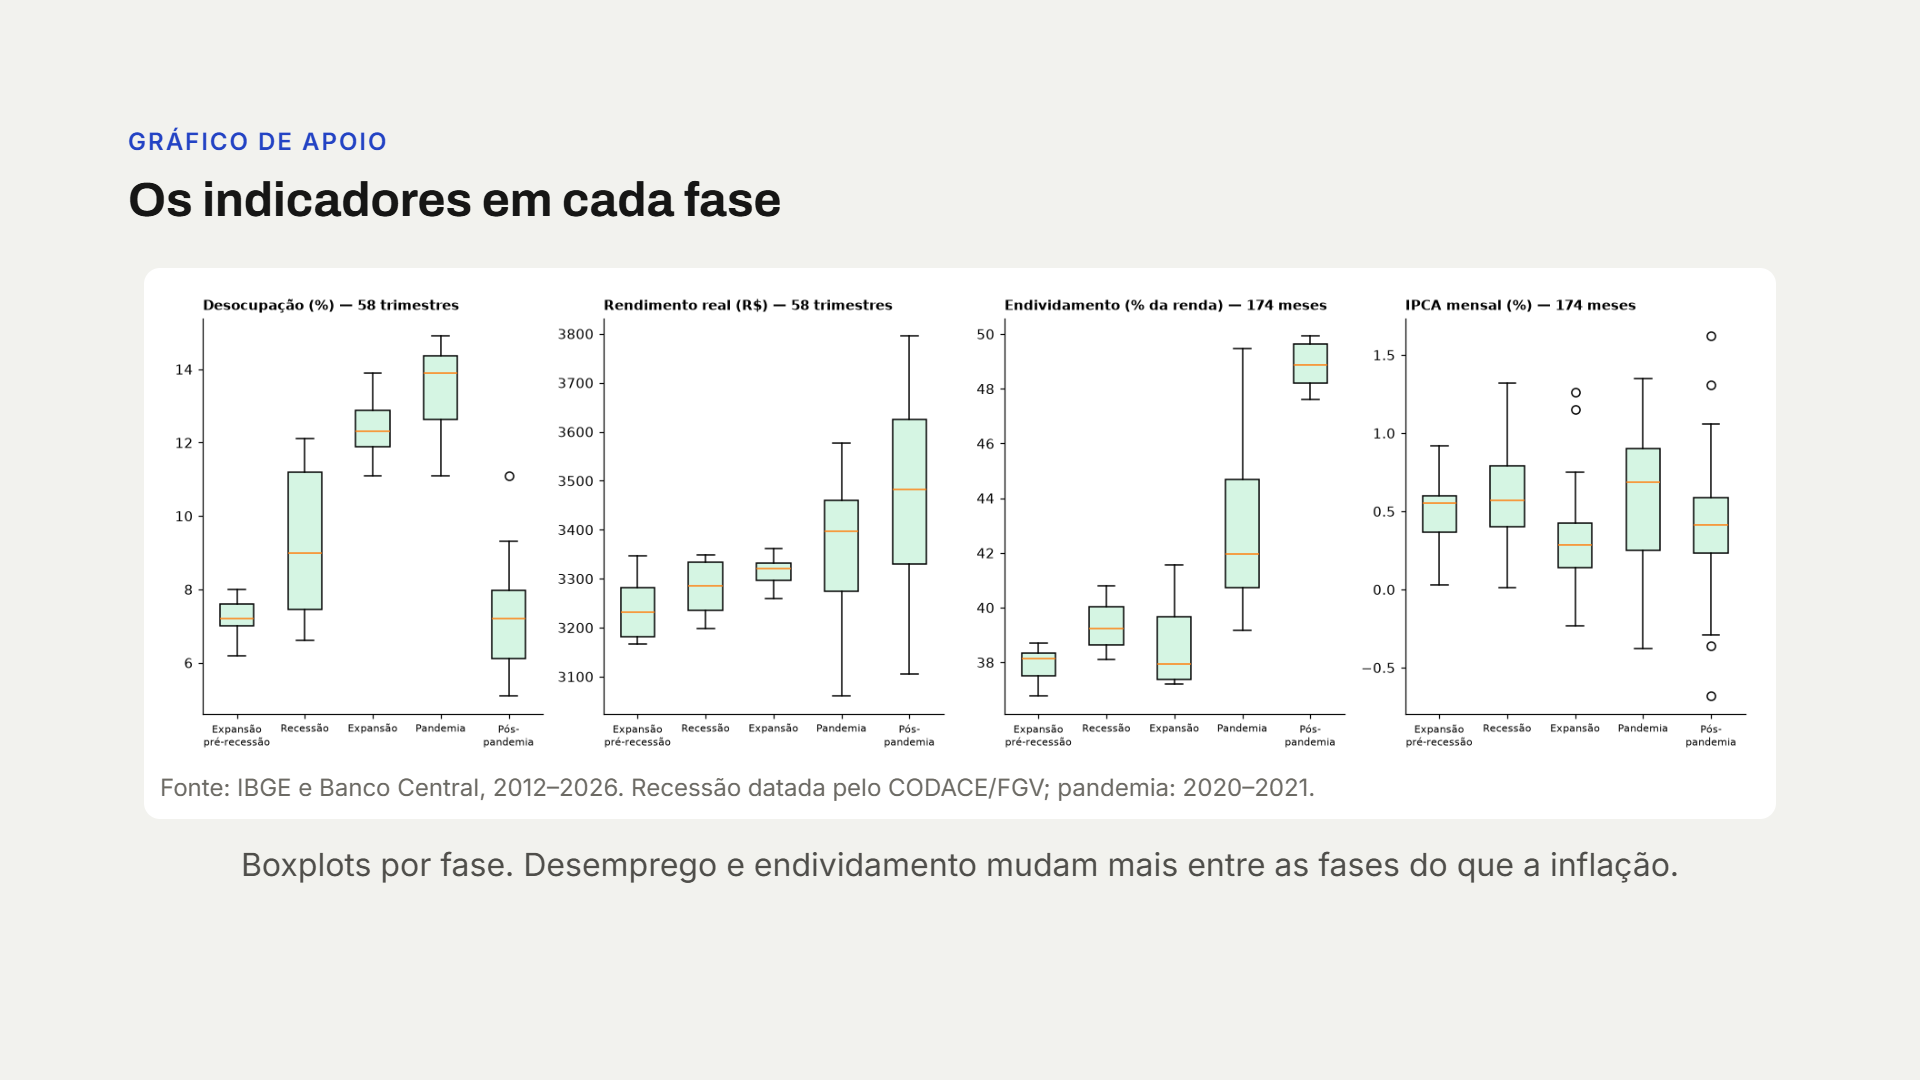 GRÁFICO DE APOIO
Os indicadores em cada fase
Desocupação (%) — 58 trimestres
14
12
10
8
6
Expansão
pré-recessão
Recessão
Expansão
Pandemia
Pós-
pandemia
Rendimento real (R$) — 58 trimestres
3800
3700
3600
3500
3400
3300
3200
3100
Expansão
pré-recessão
Recessão
Expansão
Pandemia
Pós-
pandemia
Endividamento (% da renda) — 174 meses
50
48
46
44
42
40
38
Expansão
pré-recessão
Recessão
Expansão
Pandemia
Pós-
pandemia
IPCA mensal (%) — 174 meses
1.5
1.0
0.5
0.0
−0.5
Expansão
pré-recessão
Recessão
Expansão
Pandemia
Pós-
pandemia
Fonte: IBGE e Banco Central, 2012–2026. Recessão datada pelo CODACE/FGV; pandemia: 2020–2021.
Boxplots por fase. Desemprego e endividamento mudam mais entre as fases do que a inflação.